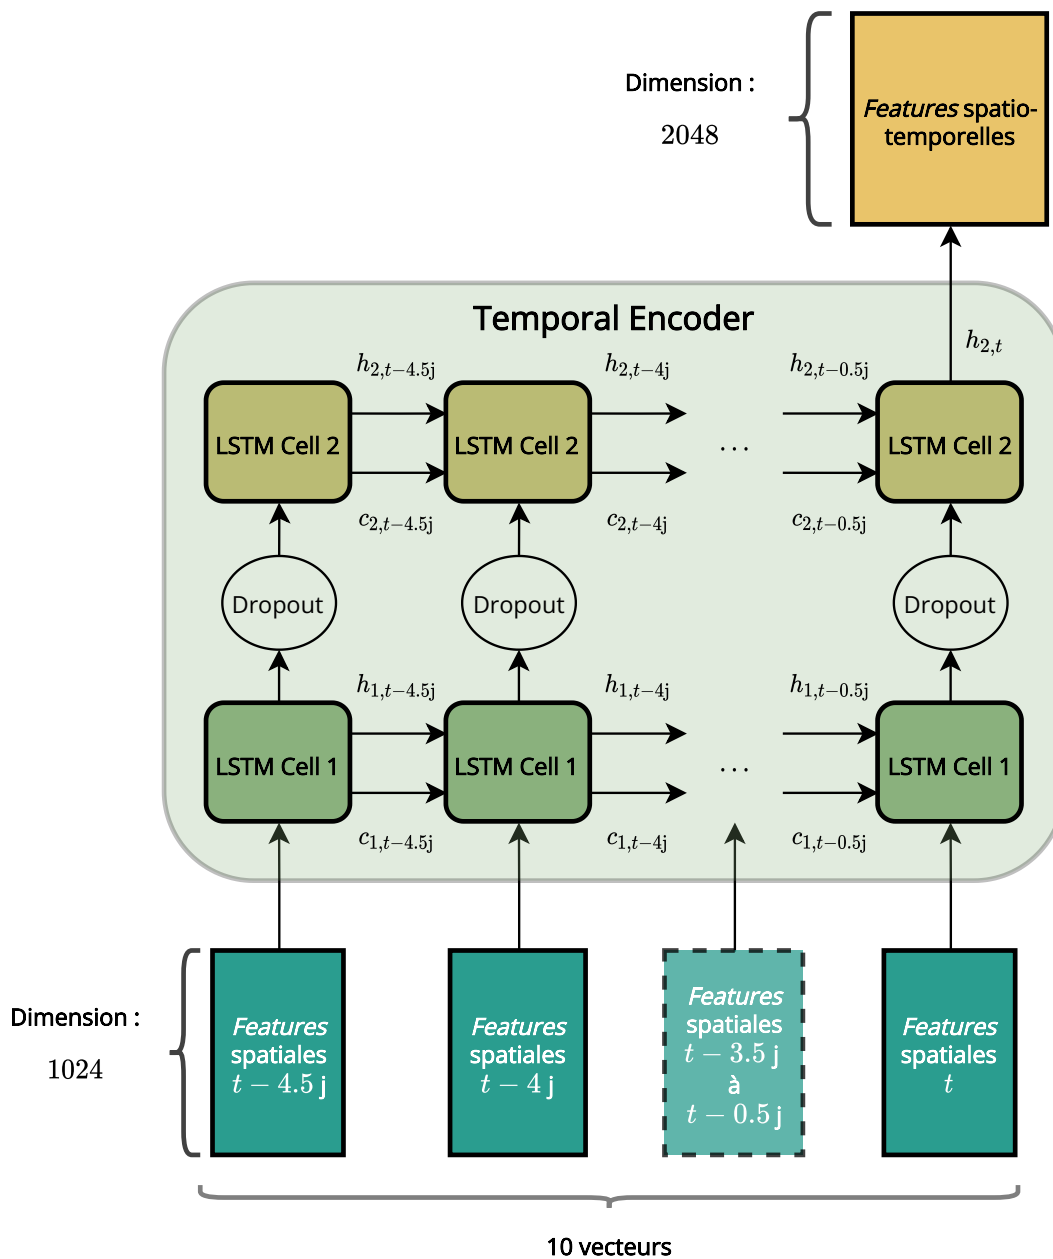 Dimension :
2048
Features spatio-
temporelles
Temporal Encoder
h_{2,t}
h_{2,t−4.5j}
h_{2,t−4j}
h_{2,t−0.5j}
LSTM Cell 2
LSTM Cell 2
…
LSTM Cell 2
c_{2,t−4.5j}
c_{2,t−4j}
c_{2,t−0.5j}
Dropout
Dropout
Dropout
h_{1,t−4.5j}
h_{1,t−4j}
h_{1,t−0.5j}
LSTM Cell 1
LSTM Cell 1
…
LSTM Cell 1
c_{1,t−4.5j}
c_{1,t−4j}
c_{1,t−0.5j}
Dimension :
1024
Features
spatiales
t − 4.5 j
Features
spatiales
t − 4 j
Features
spatiales
t − 3.5 j
à
t − 0.5 j
Features
spatiales
t
10 vecteurs